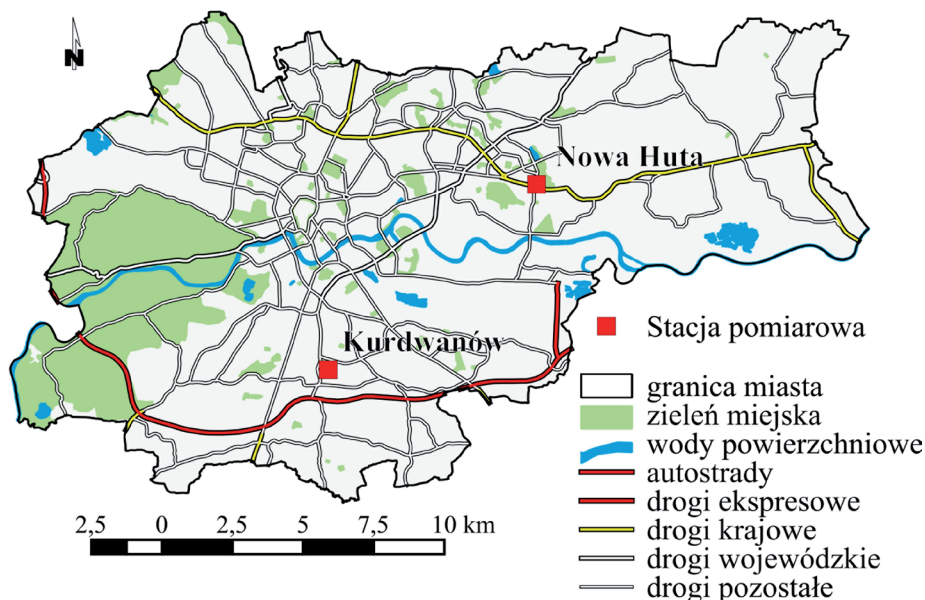 N
Nowa Huta
Kurdwanów
Stacja pomiarowa
granica miasta
zieleń miejska
wody powierzchniowe
autostrady
drogi ekspresowe
drogi krajowe
drogi wojewódzkie
drogi pozostałe
2,5 0 2,5 5 7,5 10 km